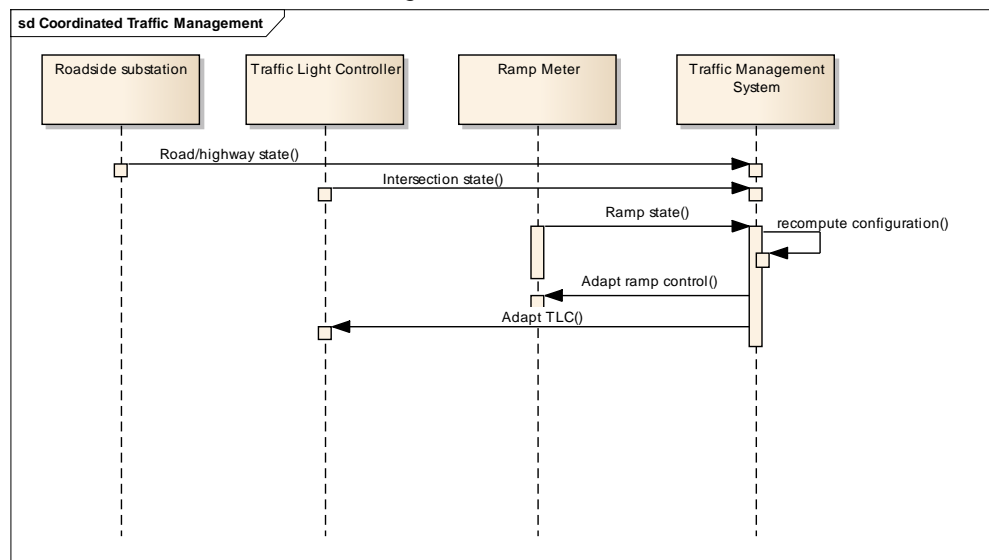 sd Coordinated Traffic Management
Roadside substation
Traffic Light Controller
Ramp Meter
Traffic Management
System
Road/highway state()
Intersection state()
Ramp state()
recompute configuration()
Adapt ramp control()
Adapt TLC()